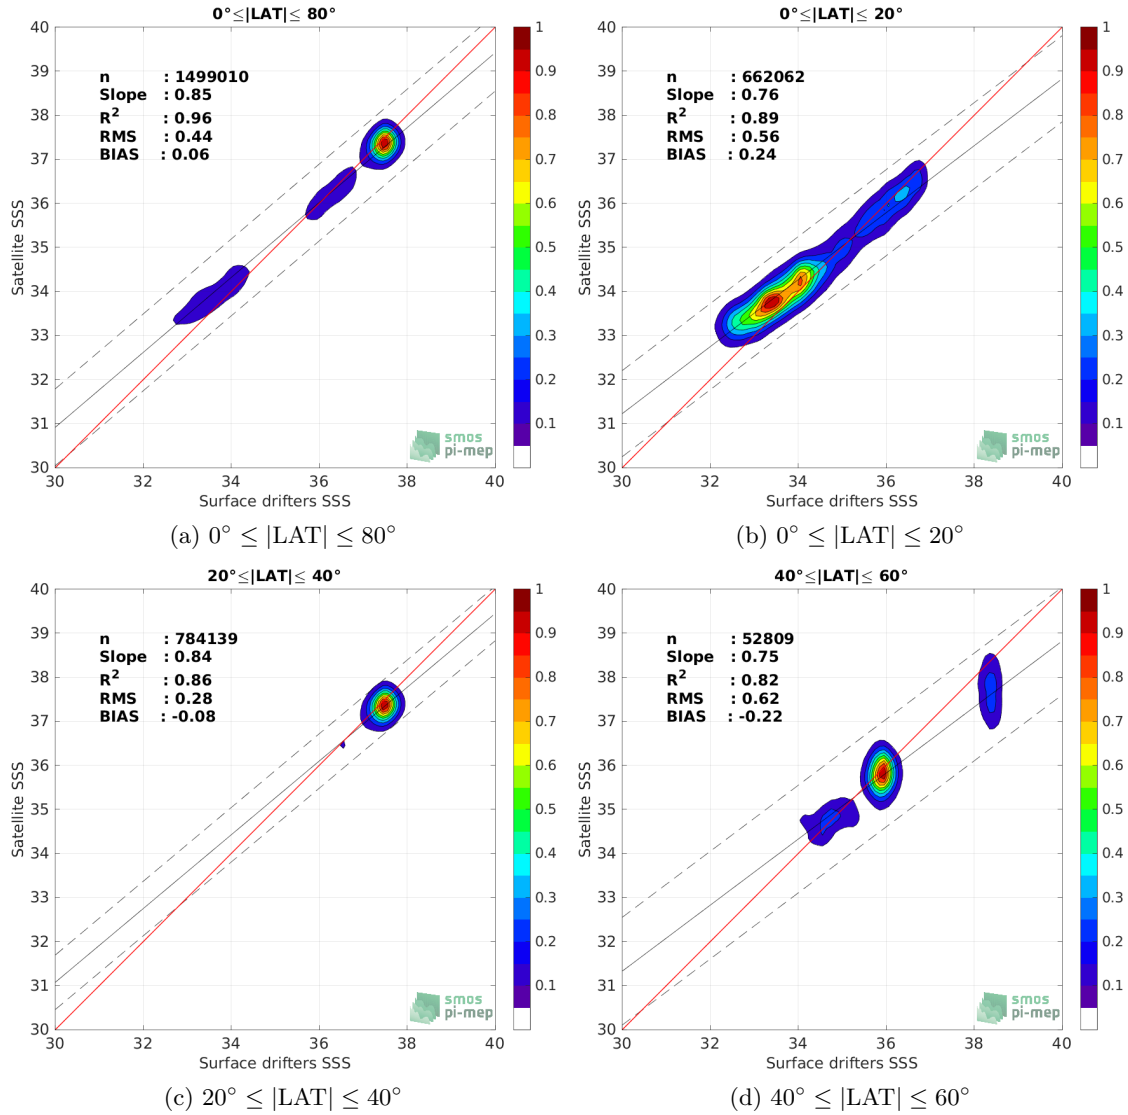 0°≤|LAT|≤ 80°
n : 1499010
Slope : 0.85
R² : 0.96
RMS : 0.44
BIAS : 0.06
Satellite SSS
40
39
38
37
36
35
34
33
32
31
30
30 32 34 36 38 40
Surface drifters SSS
1
0.9
0.8
0.7
0.6
0.5
0.4
0.3
0.2
0.1
smos
pi-mep
(a) 0° ≤ |LAT| ≤ 80°
0°≤|LAT|≤ 20°
n : 662062
Slope : 0.76
R² : 0.89
RMS : 0.56
BIAS : 0.24
Satellite SSS
40
39
38
37
36
35
34
33
32
31
30
30 32 34 36 38 40
Surface drifters SSS
1
0.9
0.8
0.7
0.6
0.5
0.4
0.3
0.2
0.1
smos
pi-mep
(b) 0° ≤ |LAT| ≤ 20°
20°≤|LAT|≤ 40°
n : 784139
Slope : 0.84
R² : 0.86
RMS : 0.28
BIAS : -0.08
Satellite SSS
40
39
38
37
36
35
34
33
32
31
30
30 32 34 36 38 40
Surface drifters SSS
1
0.9
0.8
0.7
0.6
0.5
0.4
0.3
0.2
0.1
smos
pi-mep
(c) 20° ≤ |LAT| ≤ 40°
40°≤|LAT|≤ 60°
n : 52809
Slope : 0.75
R² : 0.82
RMS : 0.62
BIAS : -0.22
Satellite SSS
40
39
38
37
36
35
34
33
32
31
30
30 32 34 36 38 40
Surface drifters SSS
1
0.9
0.8
0.7
0.6
0.5
0.4
0.3
0.2
0.1
smos
pi-mep
(d) 40° ≤ |LAT| ≤ 60°